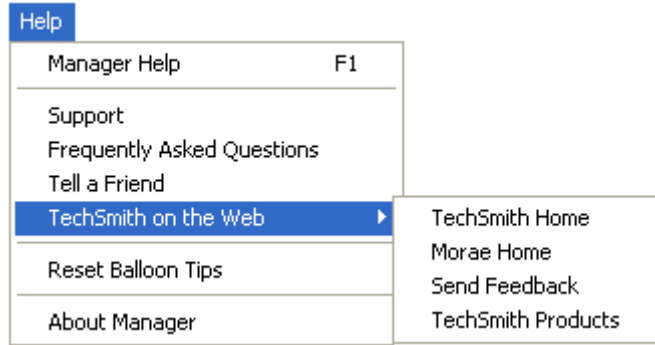 Help
Manager Help F1
Support
Frequently Asked Questions
Tell a Friend
TechSmith on the Web
Reset Balloon Tips
About Manager
TechSmith Home
Morae Home
Send Feedback
TechSmith Products